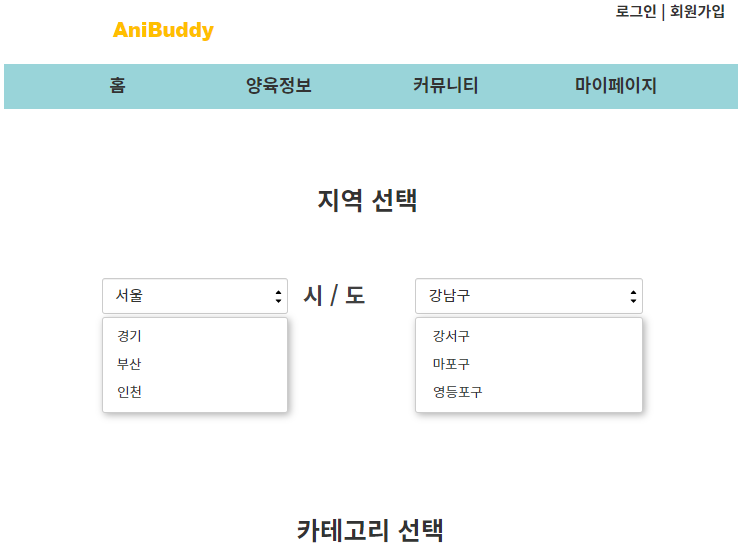 로그인 | 회원가입
AniBuddy
홈 양육정보 커뮤니티 마이페이지
지역 선택
서울 시 / 도 강남구
경기 강서구
부산 마포구
인천 영등포구
카테고리 선택